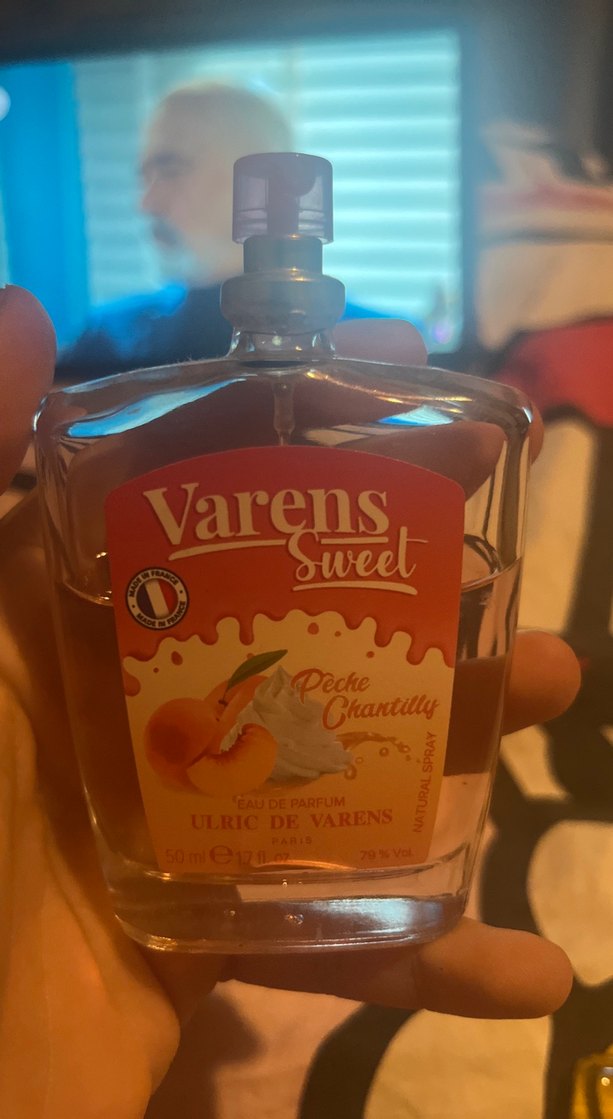 Varens
Sweet
MADE IN FRANCE
MADE IN FRANCE
Pêche
Chantilly
NATURAL SPRAY
EAU DE PARFUM
ULRIC DE VARENS
PARIS
50 ml ℮ 1.7 fl. oz
79 % Vol.